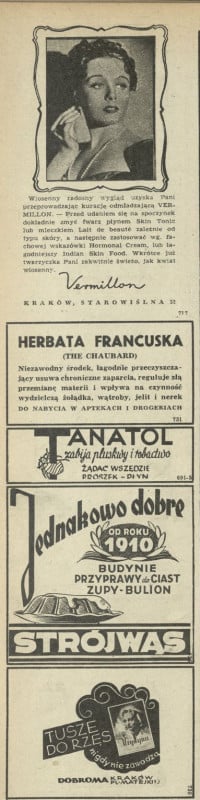 Wiosenny radosny wygląd uzyska Pani
przeprowadzając kurację odmładzającą VER-
MILLON. — Przed udaniem się na spoczynek
dokładnie zmyć twarz płynem Skin Tonic
lub mleczkiem Lait de beauté zależnie od
typu skóry, a następnie zastosować wg. fa-
chowej wskazówki Hormonal Cream, lub ła-
godniejszy Indian Skin Food. Wkrótce już
twarzyczka Pani zakwitnie świeżo, jak kwiat
wiosenny.
Vermillon
KRAKÓW, STAROWIŚLNA
HERBATA FRANCUSKA
(THE CHAUBARD)
Niezawodny środek, łagodnie przeczyszcza-
jący usuwa chroniczne zaparcia, reguluje złą
przemianę materii i wpływa na czynność
wydzielczą żołądka, wątroby, jelit i nerek
DO NABYCIA W APTEKACH I DROGERIACH
TANATOL
zabija pluskwy i robactwo
ŻĄDAĆ WSZĘDZIE
PROSZEK - PŁYN
Jednakowo dobre
OD ROKU
1910
BUDYNIE
PRZYPRAWY do CIAST
ZUPY-BULION
STRÓJWĄS
TUSZE
DO RZĘS
nigdy nie zawodzą
DOBROMA KRAKÓW
PL. MATEJKI